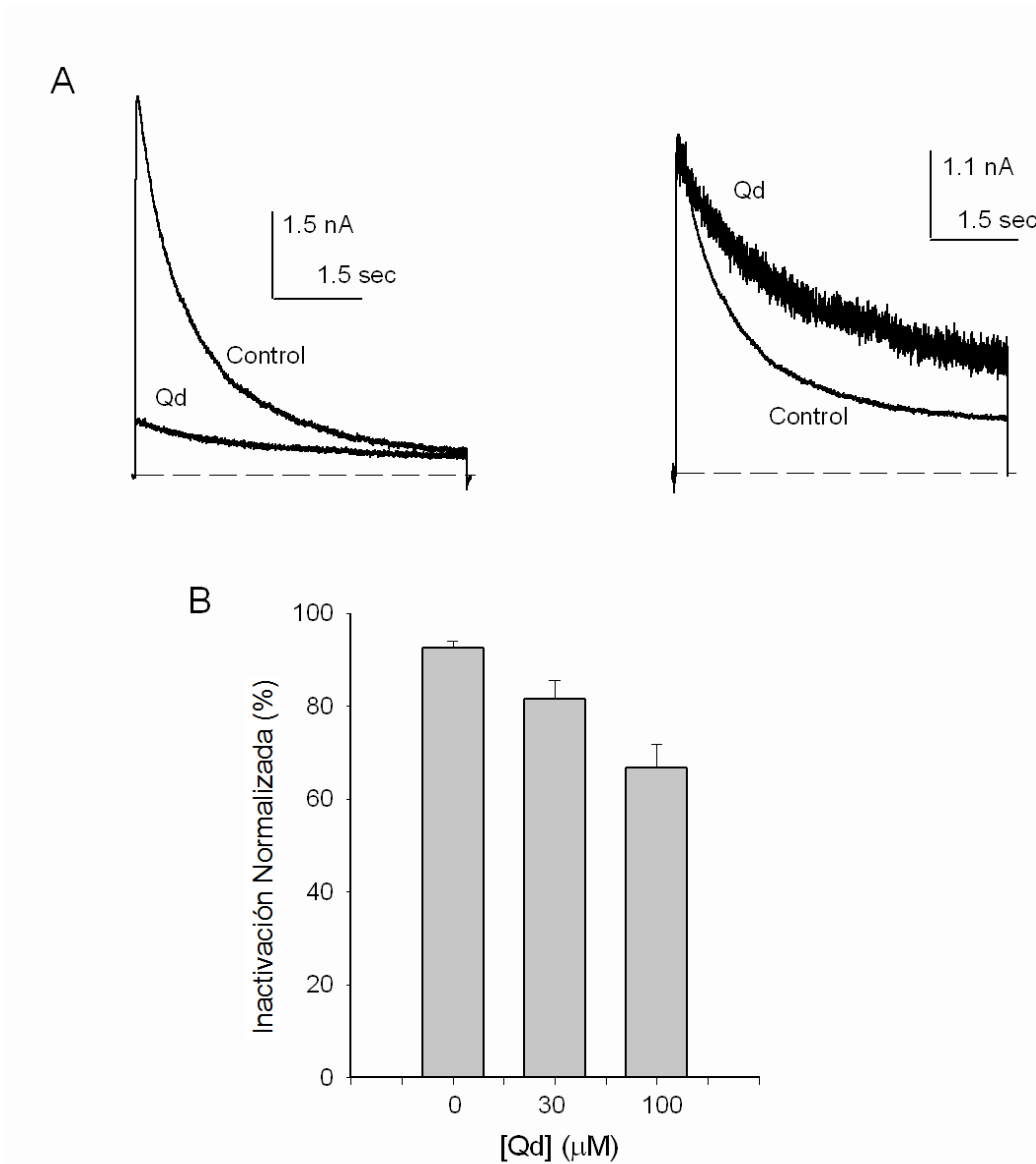 A
1.5 nA
1.5 sec
Control
Qd
1.1 nA
1.5 sec
Qd
Control
B
Inactivación Normalizada (%)
100
80
60
40
20
0
0 30 100
[Qd] (μM)